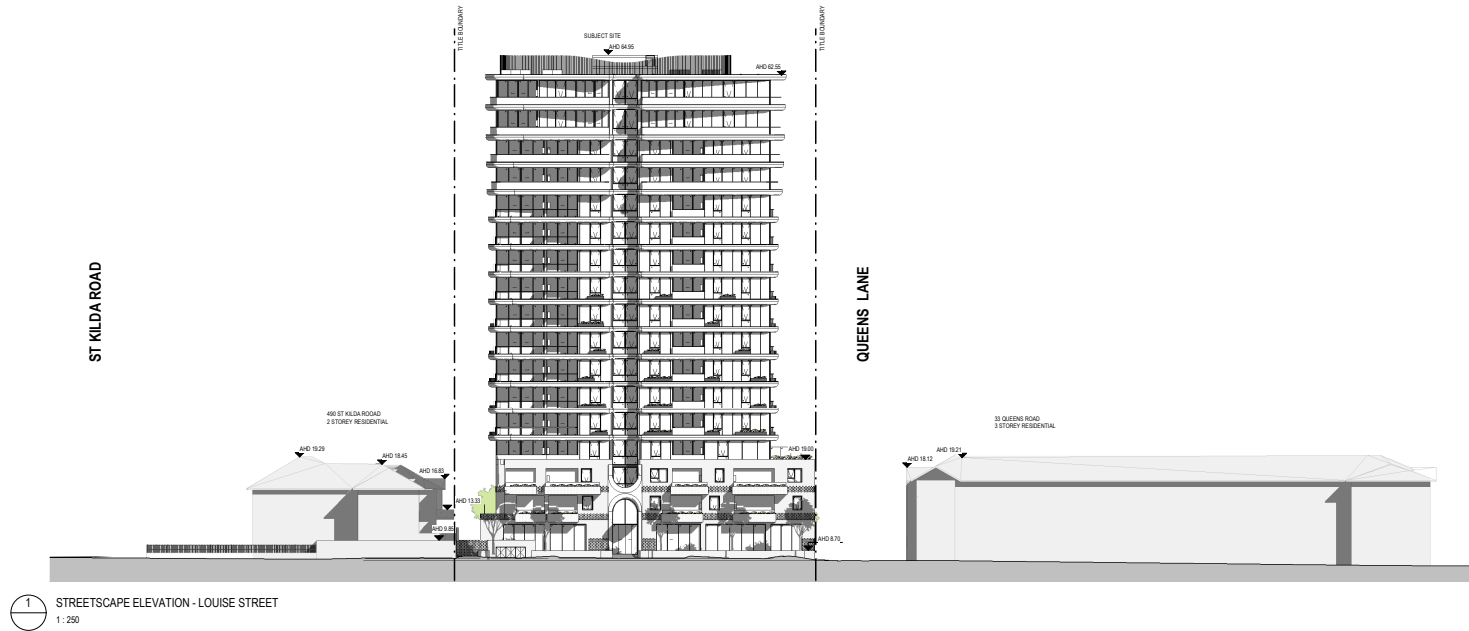 TITLE BOUNDARY
TITLE BOUNDARY
SUBJECT SITE
AHD 64.95
AHD 62.55
ST KILDA ROAD
QUEENS LANE
490 ST KILDA ROOAD
2 STOREY RESIDENTIAL
33 QUEENS ROAD
3 STOREY RESIDENTIAL
AHD 19.29
AHD 18.45
AHD 16.83
AHD 19.00
AHD 18.12
AHD 19.21
AHD 13.33
AHD 9.85
AHD 8.70
1
STREETSCAPE ELEVATION - LOUISE STREET
1 : 250